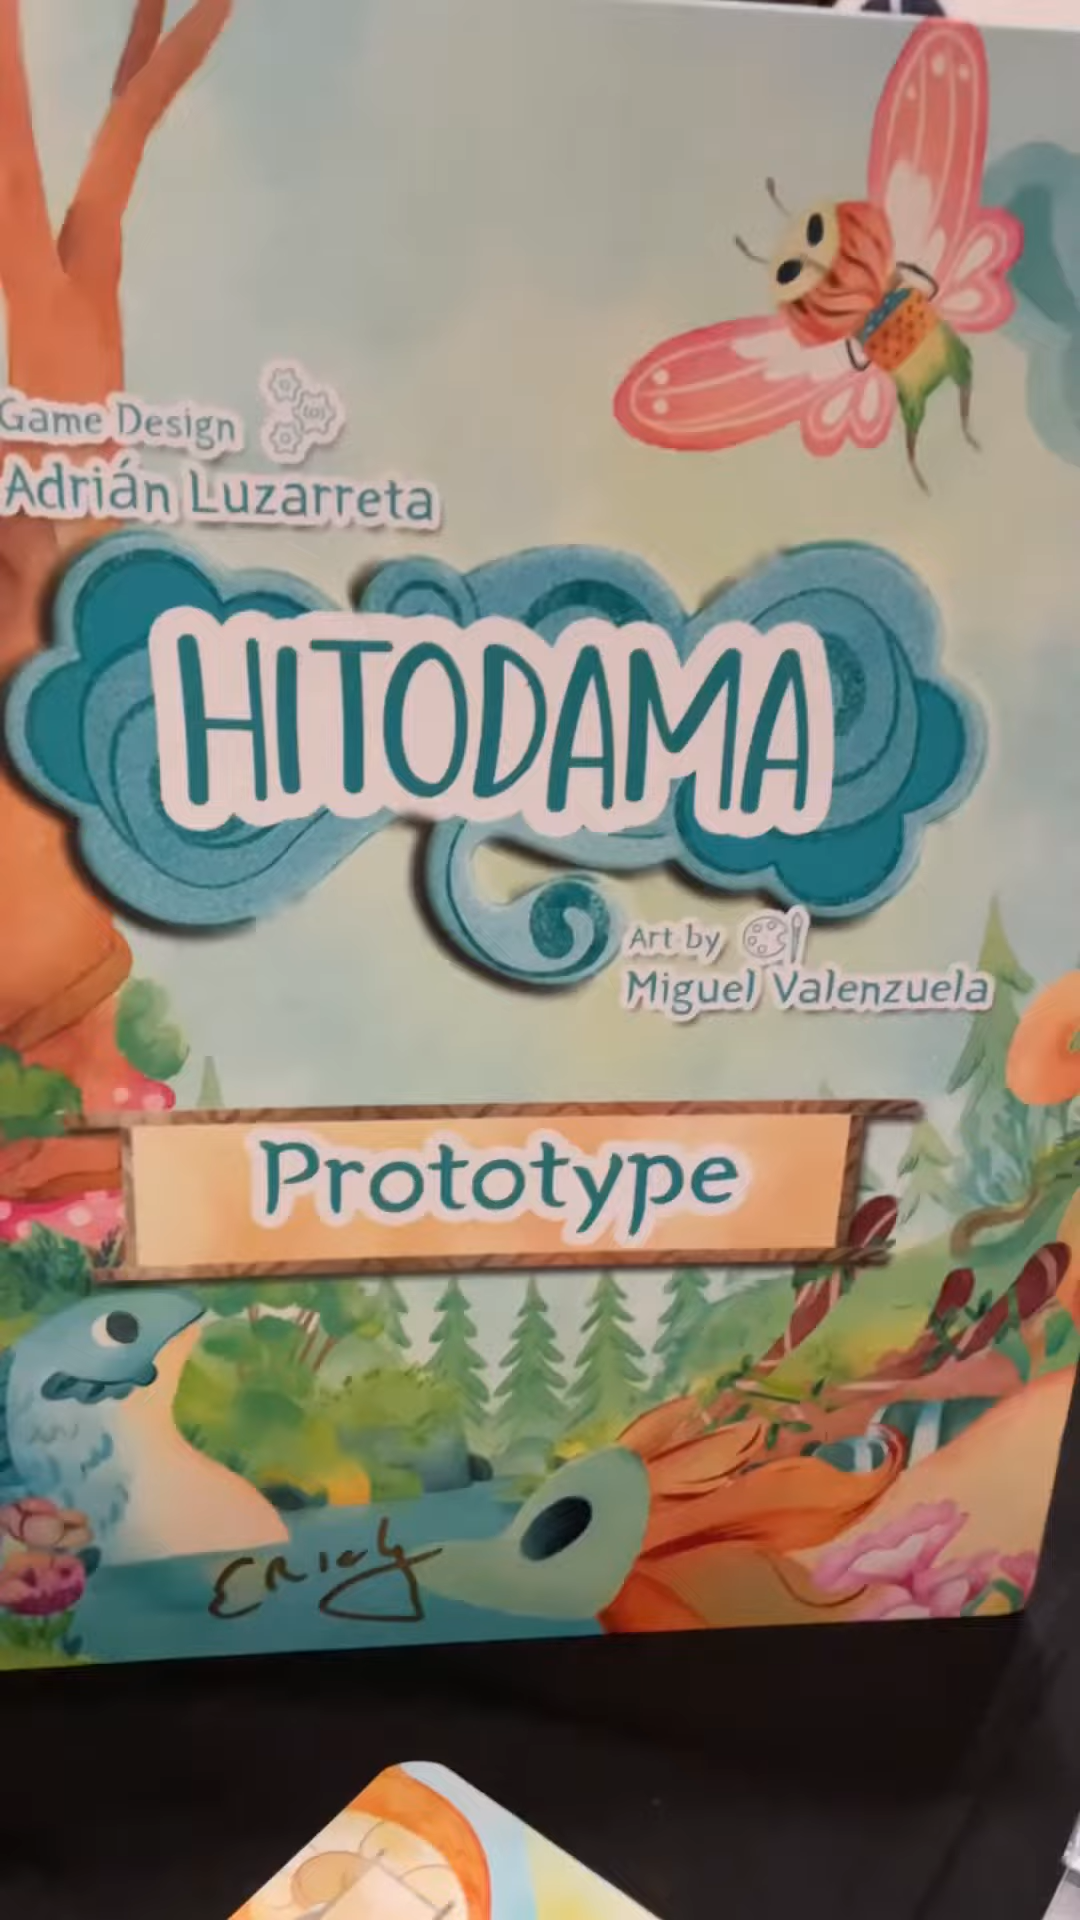 Game Design
Adrián Luzarreta
HITODAMA
Art by
Miguel Valenzuela
Prototype